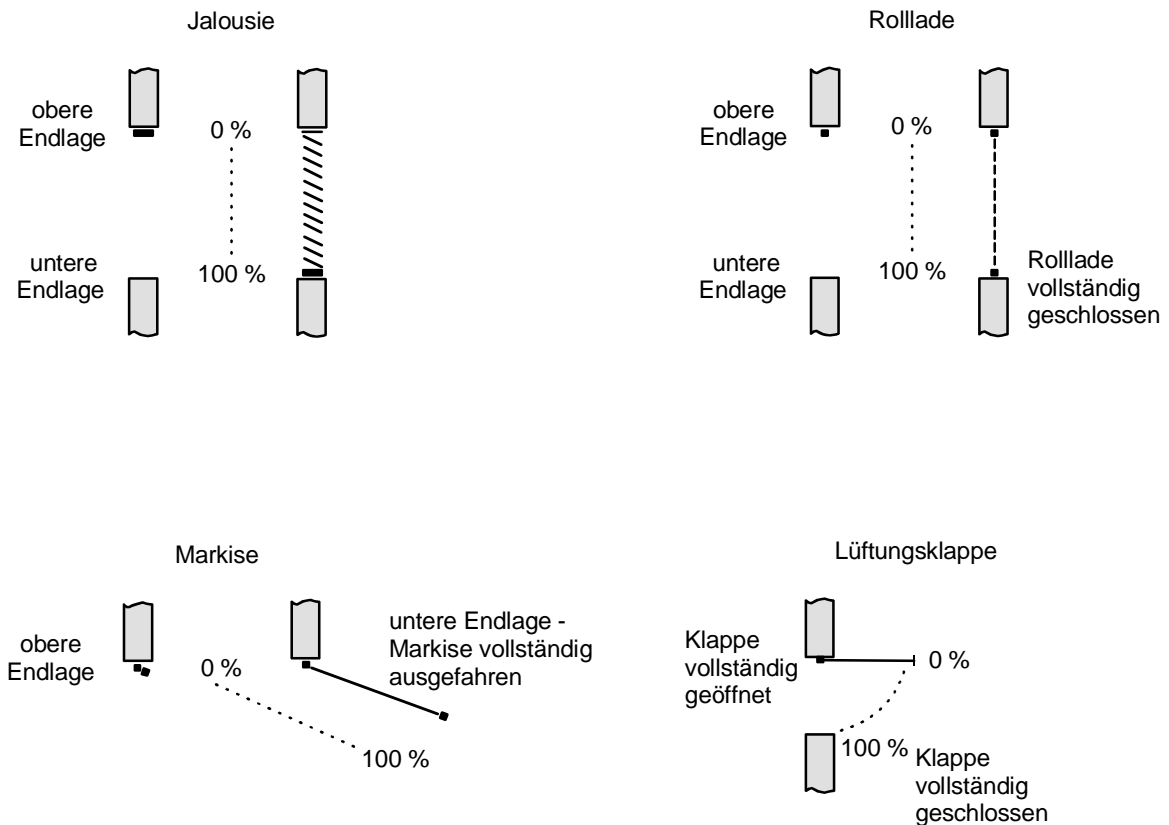 Jalousie
obere
Endlage
0 %
untere
Endlage
100 %
Rolllade
obere
Endlage
0 %
untere
Endlage
100 %
Rolllade
vollständig
geschlossen
Markise
obere
Endlage
0 %
untere Endlage -
Markise vollständig
ausgefahren
100 %
Lüftungsklappe
Klappe
vollständig
geöffnet
0 %
100 %
Klappe
vollständig
geschlossen